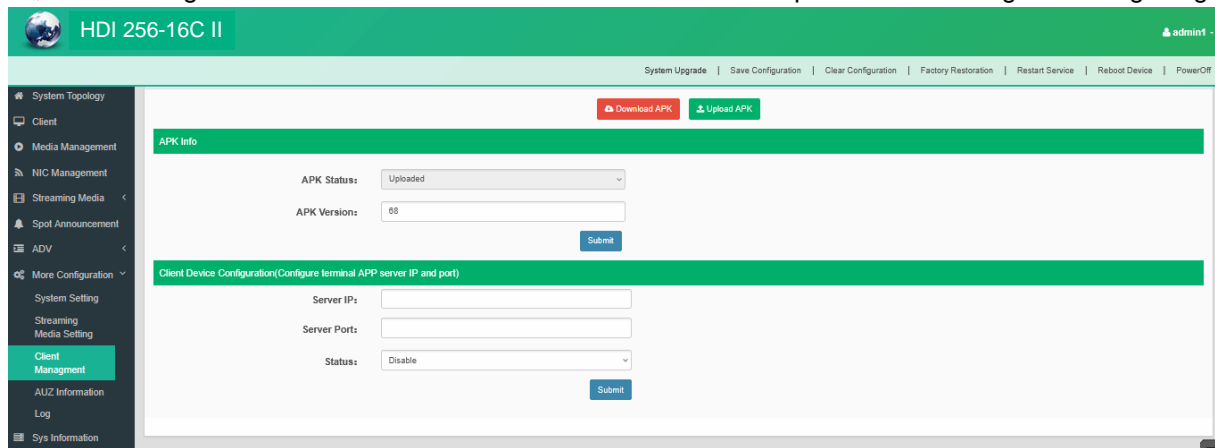 HDI 256-16C II
admin1
System Upgrade | Save Configuration | Clear Configuration | Factory Restoration | Restart Service | Reboot Device | PowerOff
System Topology
Client
Media Management
NIC Management
Streaming Media
Spot Announcement
ADV
More Configuration
System Setting
Streaming
Media Setting
Client
Managment
AUZ Information
Log
Sys Information
Download APK
Upload APK
APK Info
APK Status: Uploaded
APK Version: 68
Submit
Client Device Configuration(Configure terminal APP server IP and port)
Server IP:
Server Port:
Status: Disable
Submit